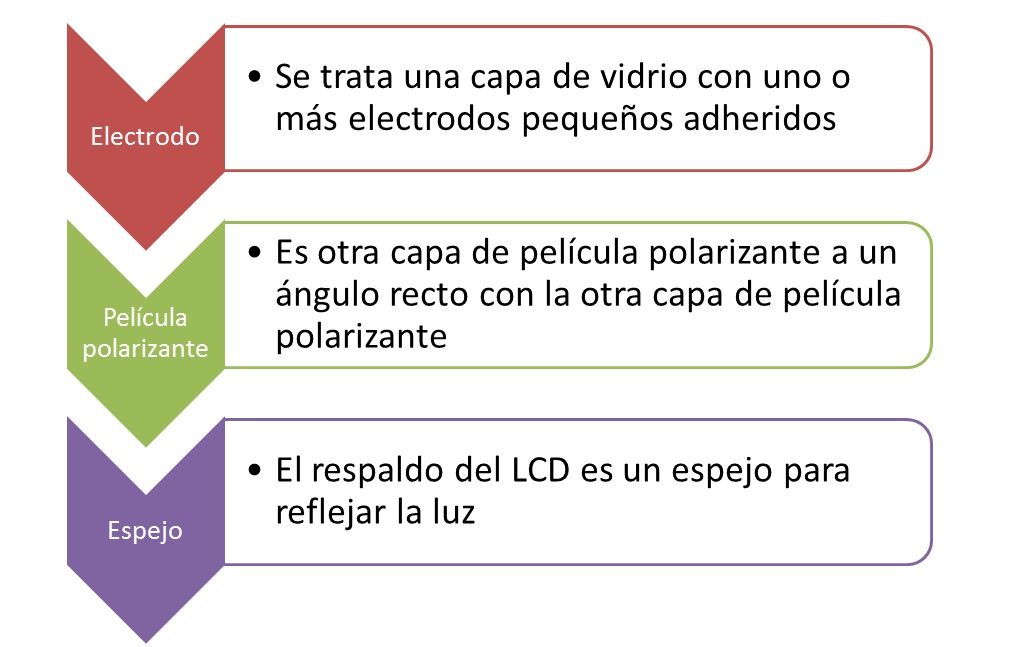 Electrodo
• Se trata una capa de vidrio con uno o
más electrodos pequeños adheridos
Película
polarizante
• Es otra capa de película polarizante a un
ángulo recto con la otra capa de película
polarizante
Espejo
• El respaldo del LCD es un espejo para
reflejar la luz